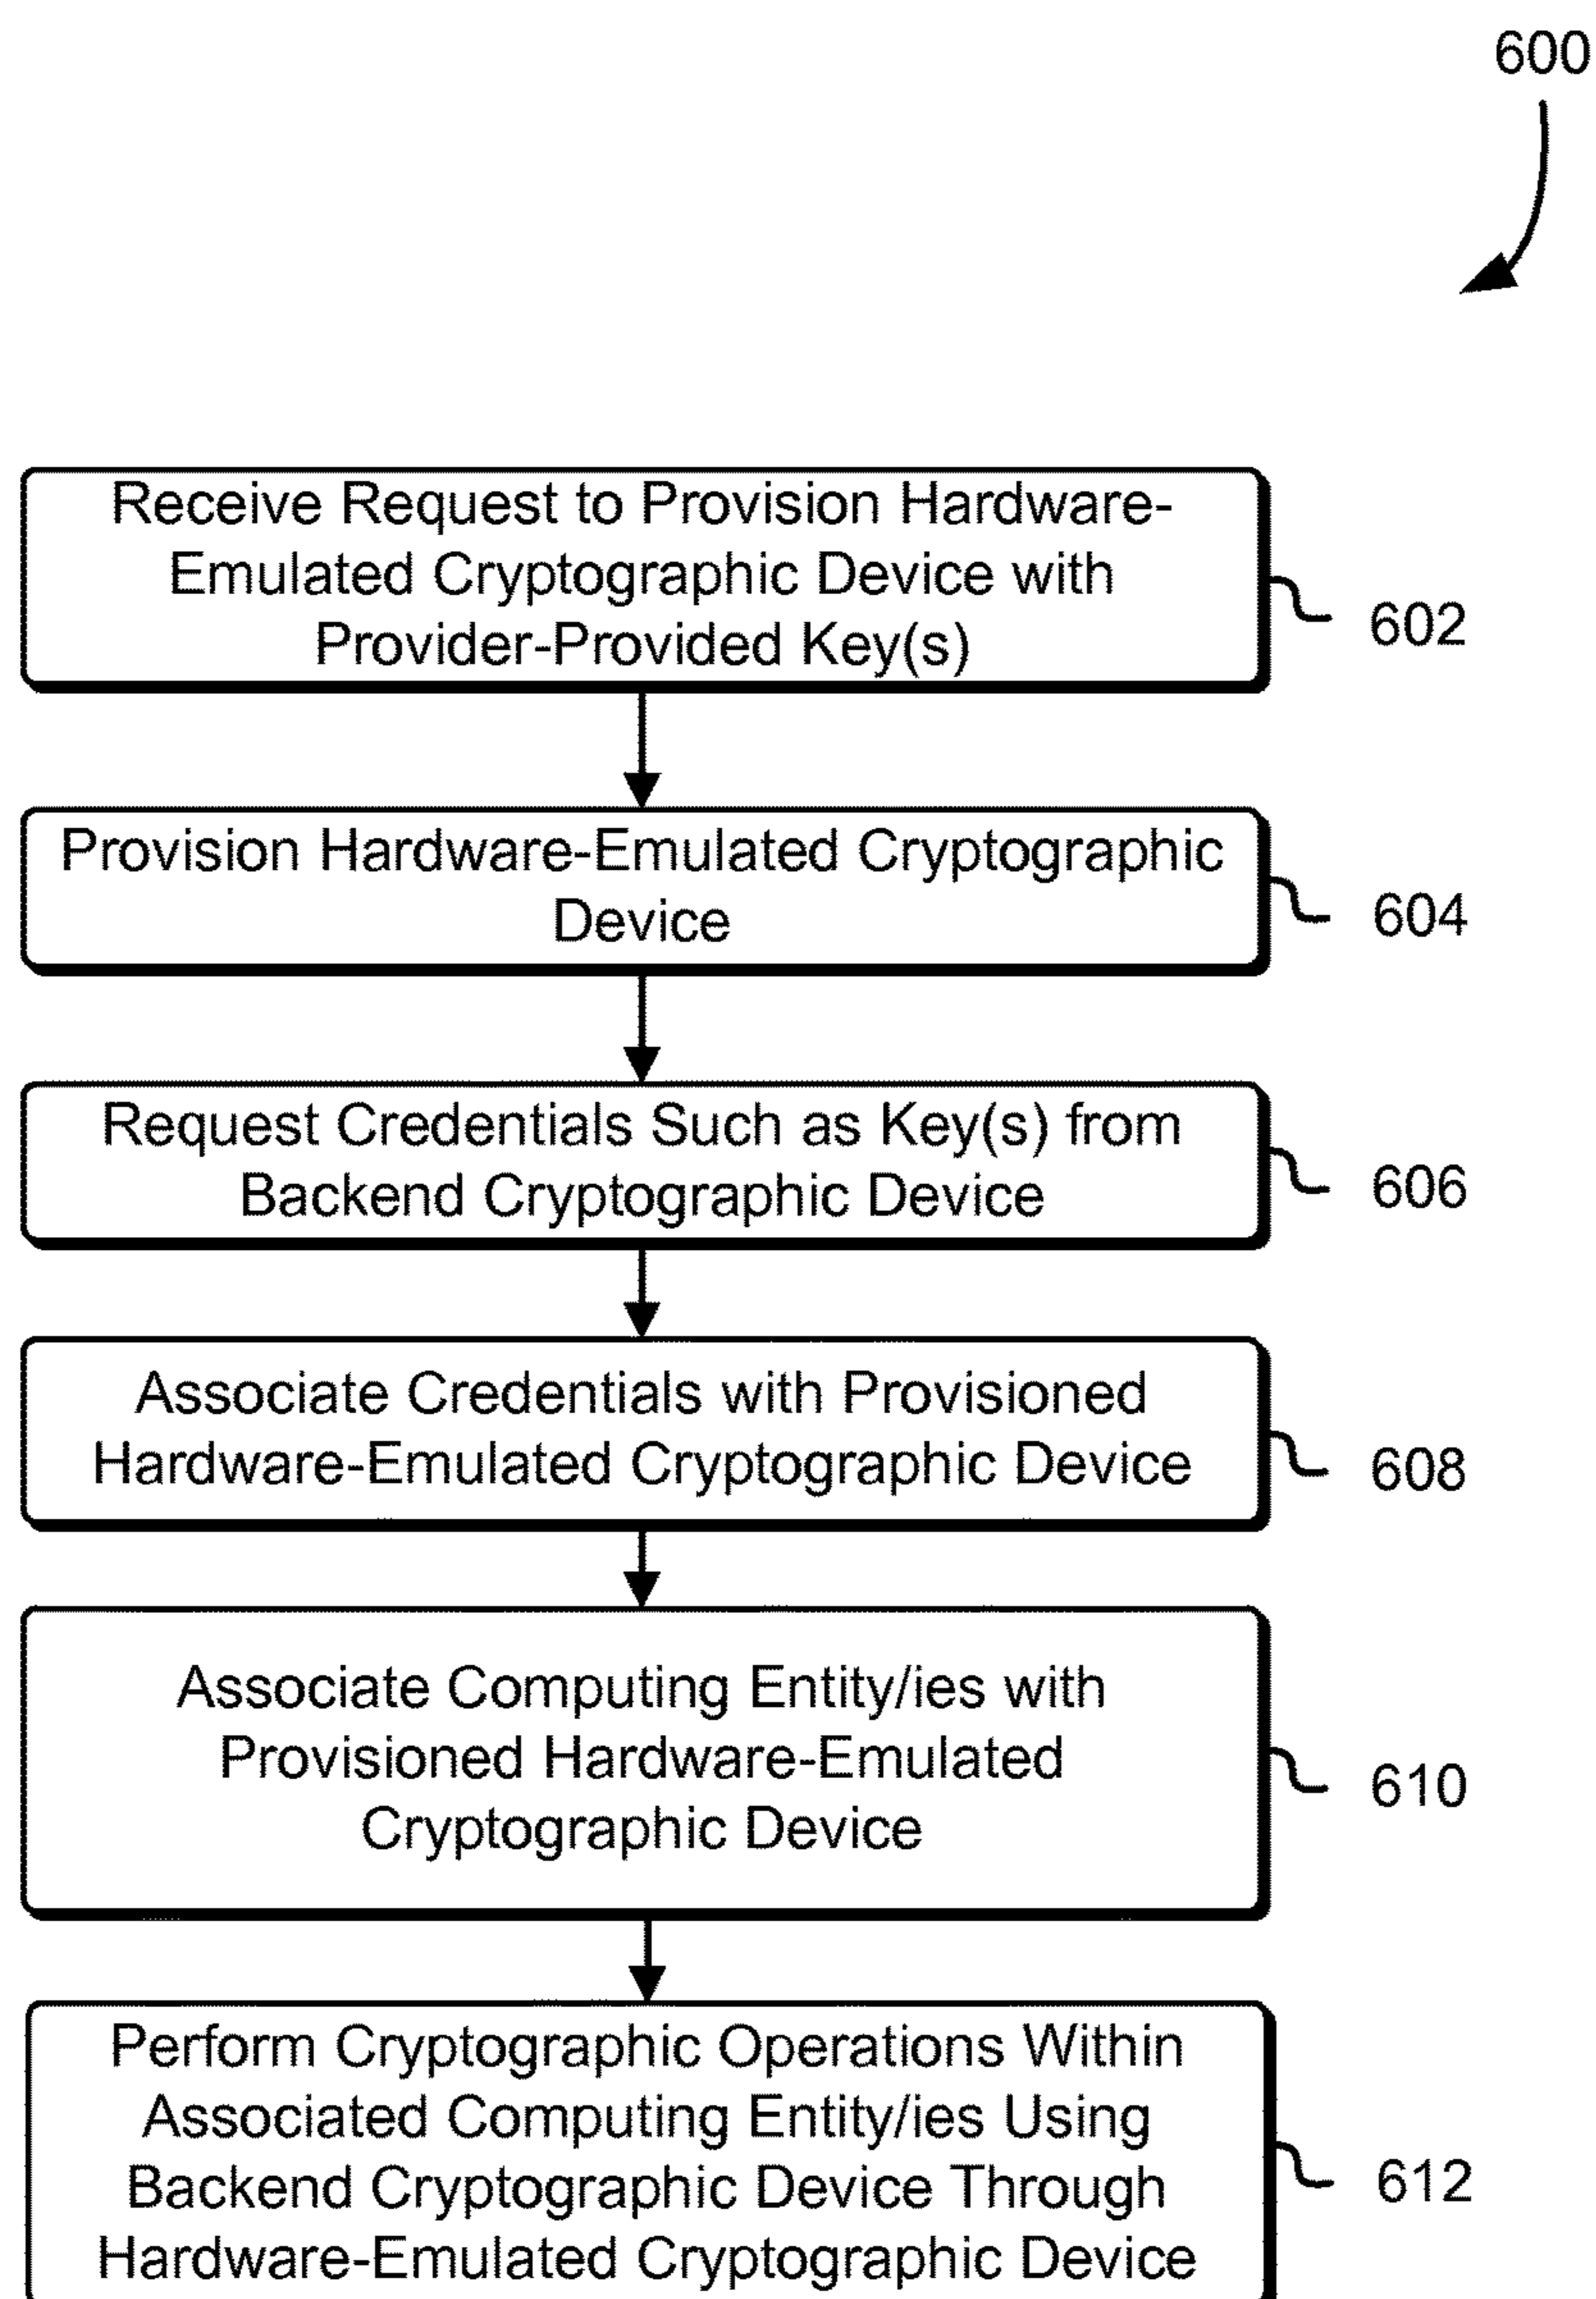 600
Receive Request to Provision Hardware-
Emulated Cryptographic Device with
Provider-Provided Key(s)
602
Provision Hardware-Emulated Cryptographic
Device
604
Request Credentials Such as Key(s) from
Backend Cryptographic Device
606
Associate Credentials with Provisioned
Hardware-Emulated Cryptographic Device
608
Associate Computing Entity/ies with
Provisioned Hardware-Emulated
Cryptographic Device
610
Perform Cryptographic Operations Within
Associated Computing Entity/ies Using
Backend Cryptographic Device Through
Hardware-Emulated Cryptographic Device
612